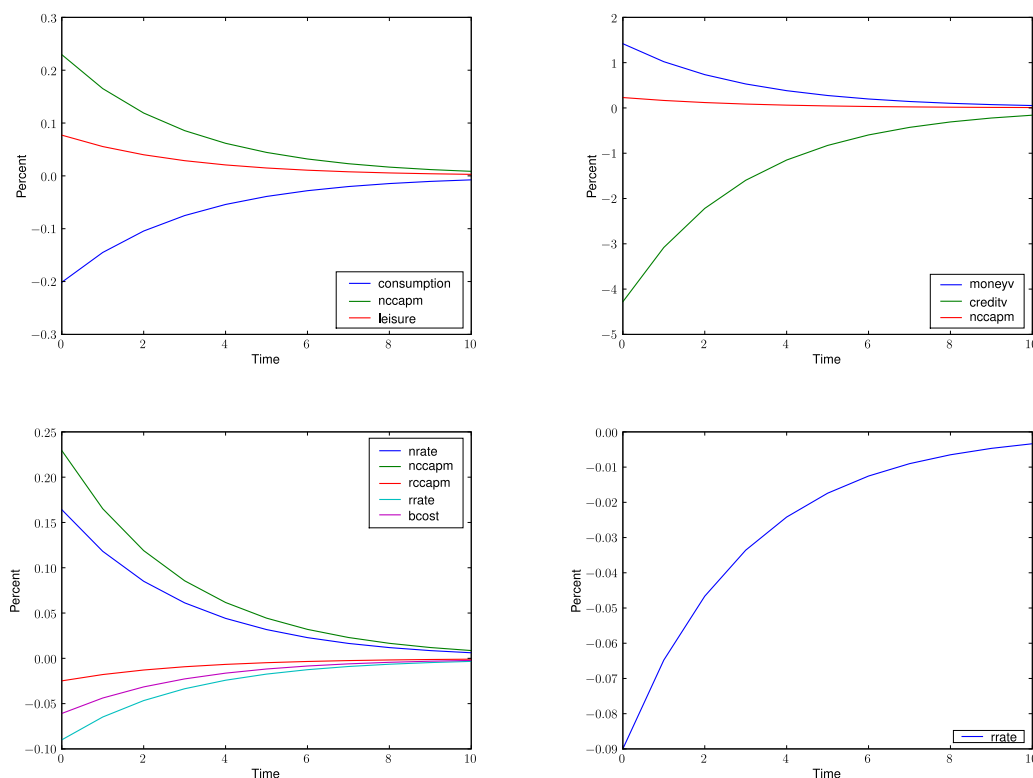 0.3
0.2
0.1
0.0
−0.1
−0.2
−0.3
Percent
0 2 4 6 8 10
Time
consumption
nccapm
leisure
2
1
0
−1
−2
−3
−4
−5
Percent
0 2 4 6 8 10
Time
moneyv
creditv
nccapm
0.25
0.20
0.15
0.10
0.05
0.00
−0.05
−0.10
Percent
0 2 4 6 8 10
Time
nrate
nccapm
rccapm
rrate
bcost
0.00
−0.01
−0.02
−0.03
−0.04
−0.05
−0.06
−0.07
−0.08
−0.09
Percent
0 2 4 6 8 10
Time
rrate